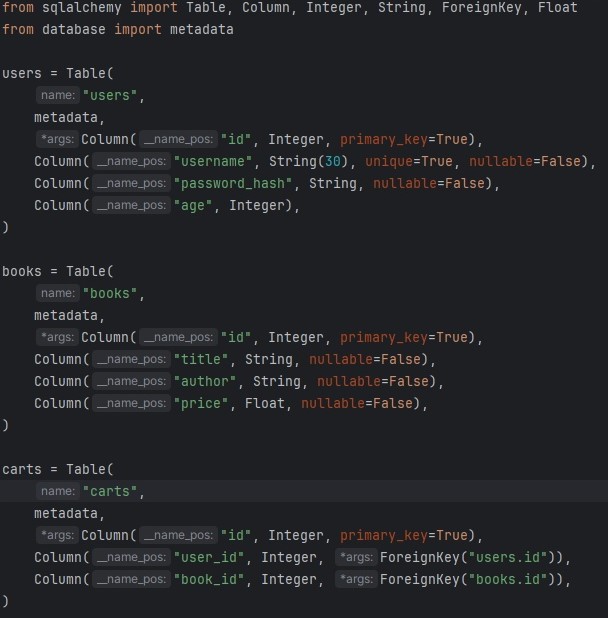 from sqlalchemy import Table, Column, Integer, String, ForeignKey, Float
from database import metadata
users = Table(
name: "users",
metadata,
*args: Column( __name_pos: "id", Integer, primary_key=True),
Column( __name_pos: "username", String(30), unique=True, nullable=False),
Column( __name_pos: "password_hash", String, nullable=False),
Column( __name_pos: "age", Integer),
)
books = Table(
name: "books",
metadata,
*args: Column( __name_pos: "id", Integer, primary_key=True),
Column( __name_pos: "title", String, nullable=False),
Column( __name_pos: "author", String, nullable=False),
Column( __name_pos: "price", Float, nullable=False),
)
carts = Table(
name: "carts",
metadata,
*args: Column( __name_pos: "id", Integer, primary_key=True),
Column( __name_pos: "user_id", Integer, *args: ForeignKey("users.id")),
Column( __name_pos: "book_id", Integer, *args: ForeignKey("books.id")),
)